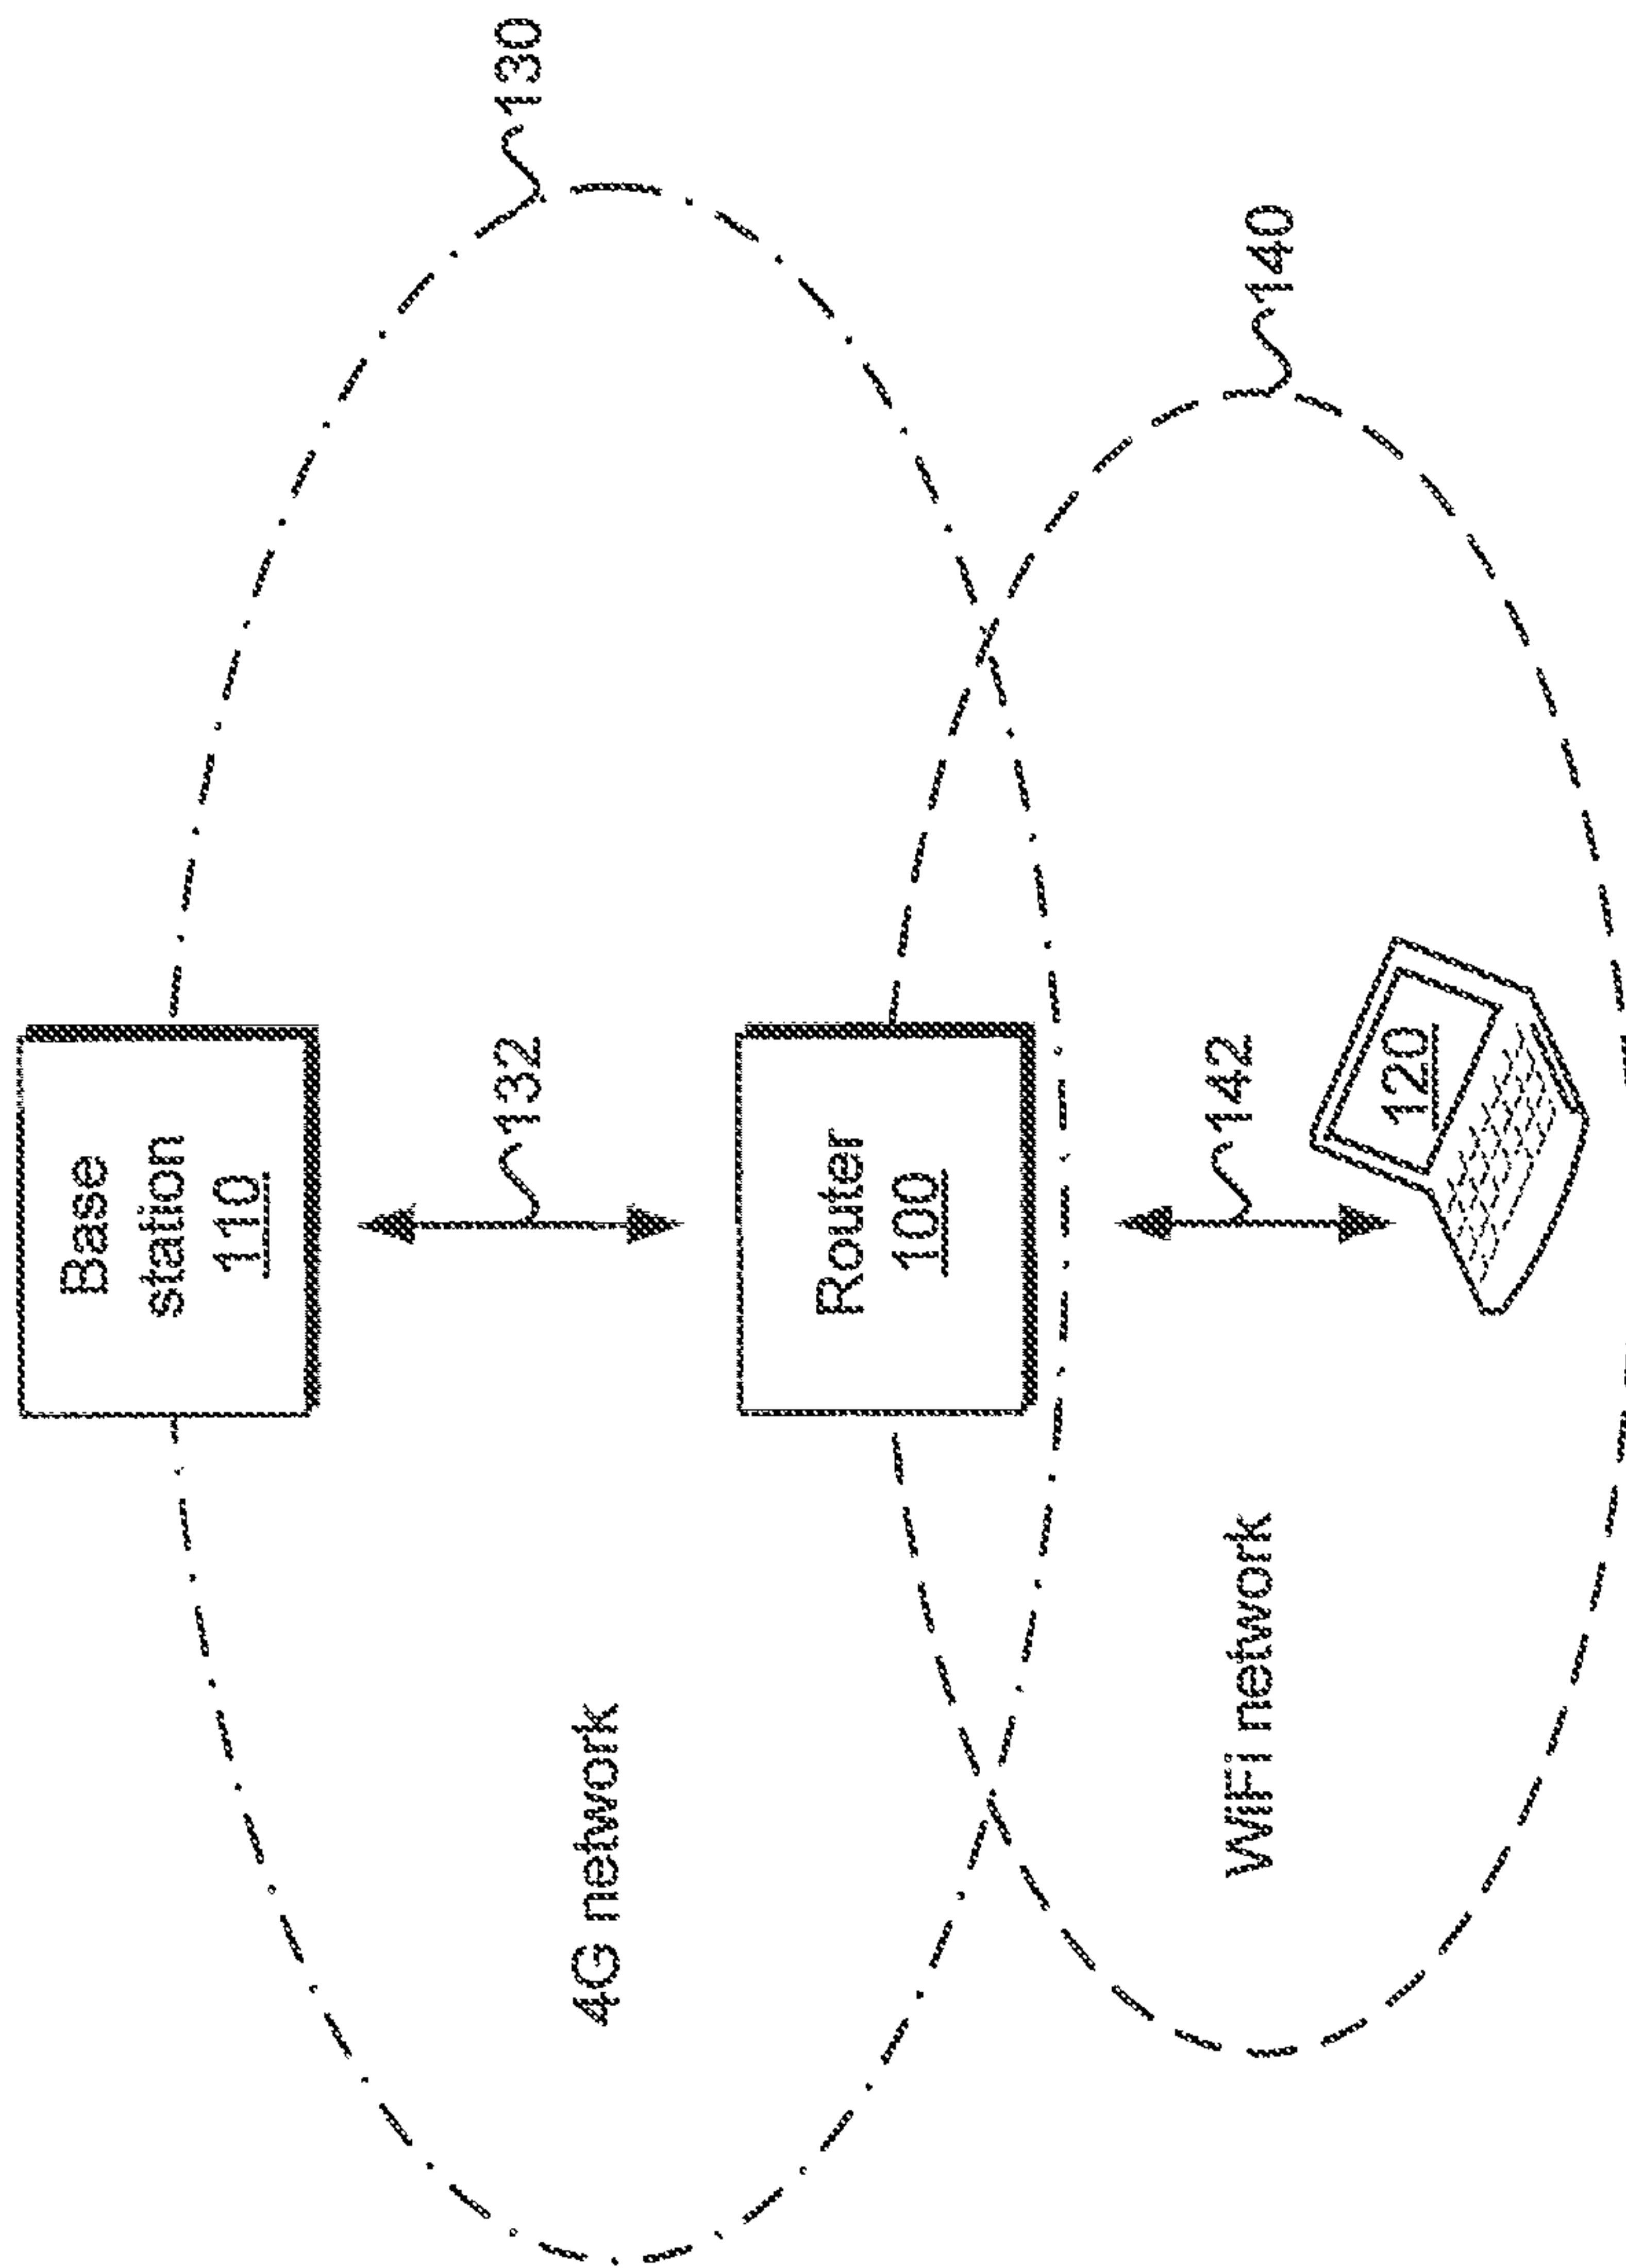 Base
station
110
132
130
4G network
Router
100
142
140
120
WiFi network